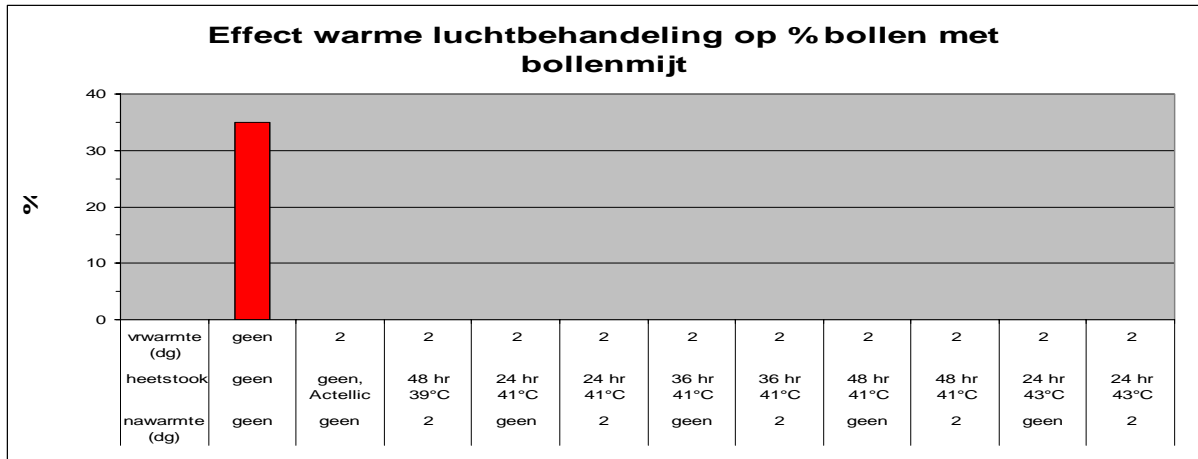 Effect warme luchtbehandeling op % bollen met
bollenmijt
40
30
20
10
0
%
vrwarmte geen 2 2 2 2 2 2 2 2 2 2
(dg)
heetstook geen geen, 48 hr 24 hr 24 hr 36 hr 36 hr 48 hr 48 hr 24 hr 24 hr
Actellic 39°C 41°C 41°C 41°C 41°C 41°C 41°C 43°C 43°C
nawarmte geen geen 2 geen 2 geen 2 geen 2 geen 2
(dg)